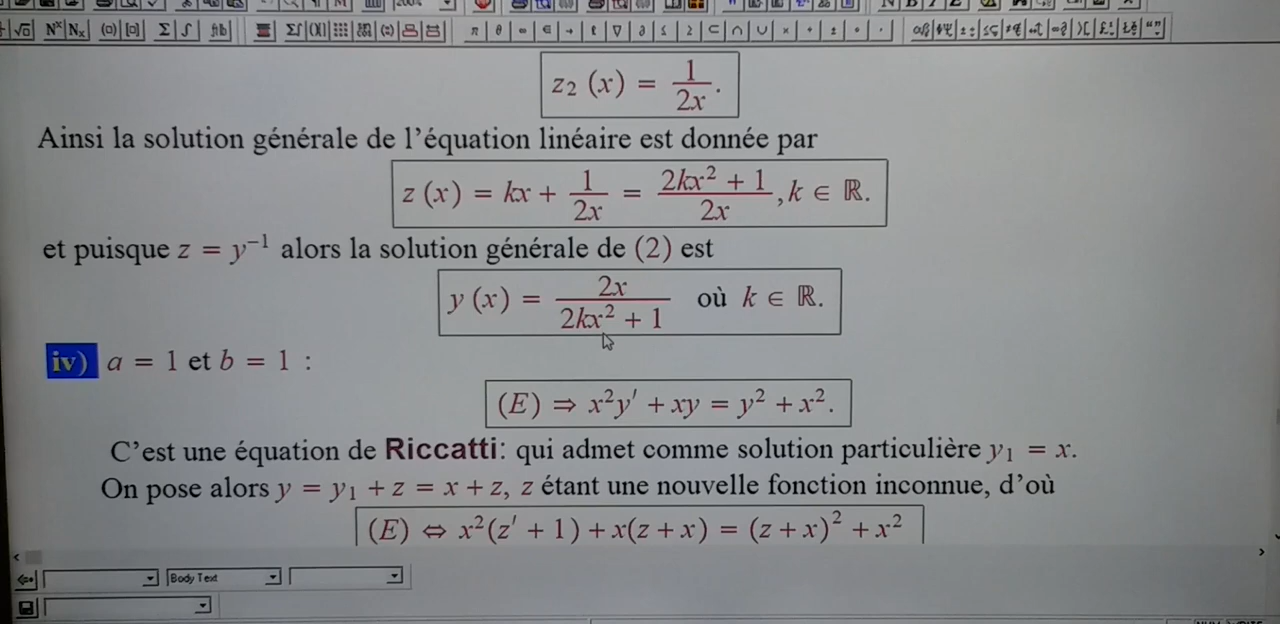 z₂ (x) = 1/2x.
Ainsi la solution générale de l'équation linéaire est donnée par
z (x) = kx + 1/2x = 2kx² + 1/2x, k ∈ ℝ.
et puisque z = y⁻¹ alors la solution générale de (2) est
y (x) = 2x/2kx² + 1 où k ∈ ℝ.
iv) a = 1 et b = 1 :
(E) ⇒ x²y′ + xy = y² + x².
C'est une équation de Riccatti: qui admet comme solution particulière y₁ = x.
On pose alors y = y₁ + z = x + z, z étant une nouvelle fonction inconnue, d'où
(E) ⇔ x²(z′ + 1) + x(z + x) = (z + x)² + x²
Body Text